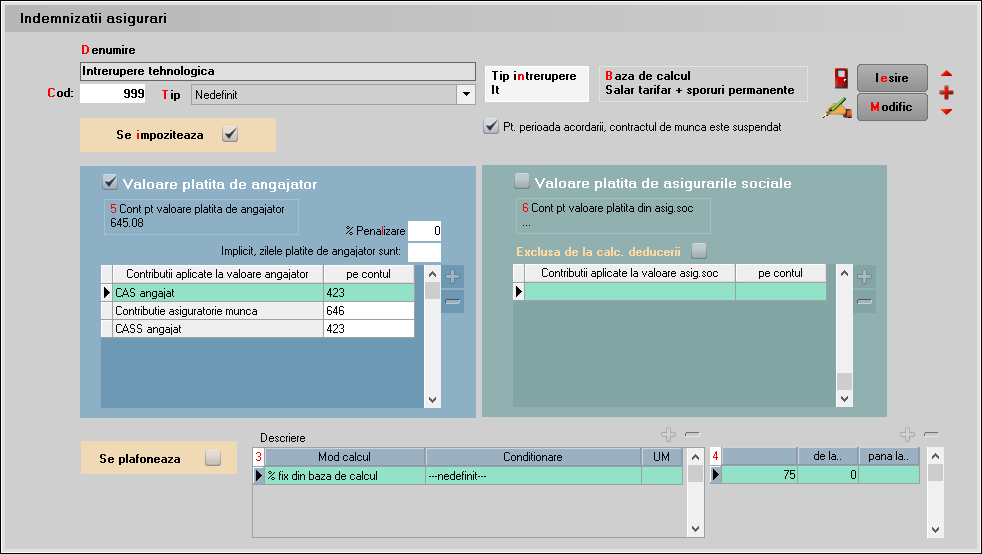 Indemnizatii asigurari
Denumire
Intrerupere tehnologica
Cod: 999 Tip Nedefinit
Tip intrerupere
It
Baza de calcul
Salar tarifar + sporuri permanente
Iesire
Modific
Se impoziteaza
Pt. perioada acordarii, contractul de munca este suspendat
Valoare platita de angajator
5 Cont pt valoare platita de angajator
645.08
% Penalizare 0
Implicit, zilele platite de angajator sunt:
Contributii aplicate la valoare angajator pe contul
CAS angajat 423
Contributie asiguratorie munca 646
CASS angajat 423
Valoare platita de asigurarile sociale
6 Cont pt valoare platita din asig.soc
...
Exclusa de la calc. deducerii
Contributii aplicate la valoare asig.soc pe contul
Se plafoneaza
Descriere
3 Mod calcul Conditionare UM
% fix din baza de calcul ---nedefinit---
4 de la.. pana la..
75 0